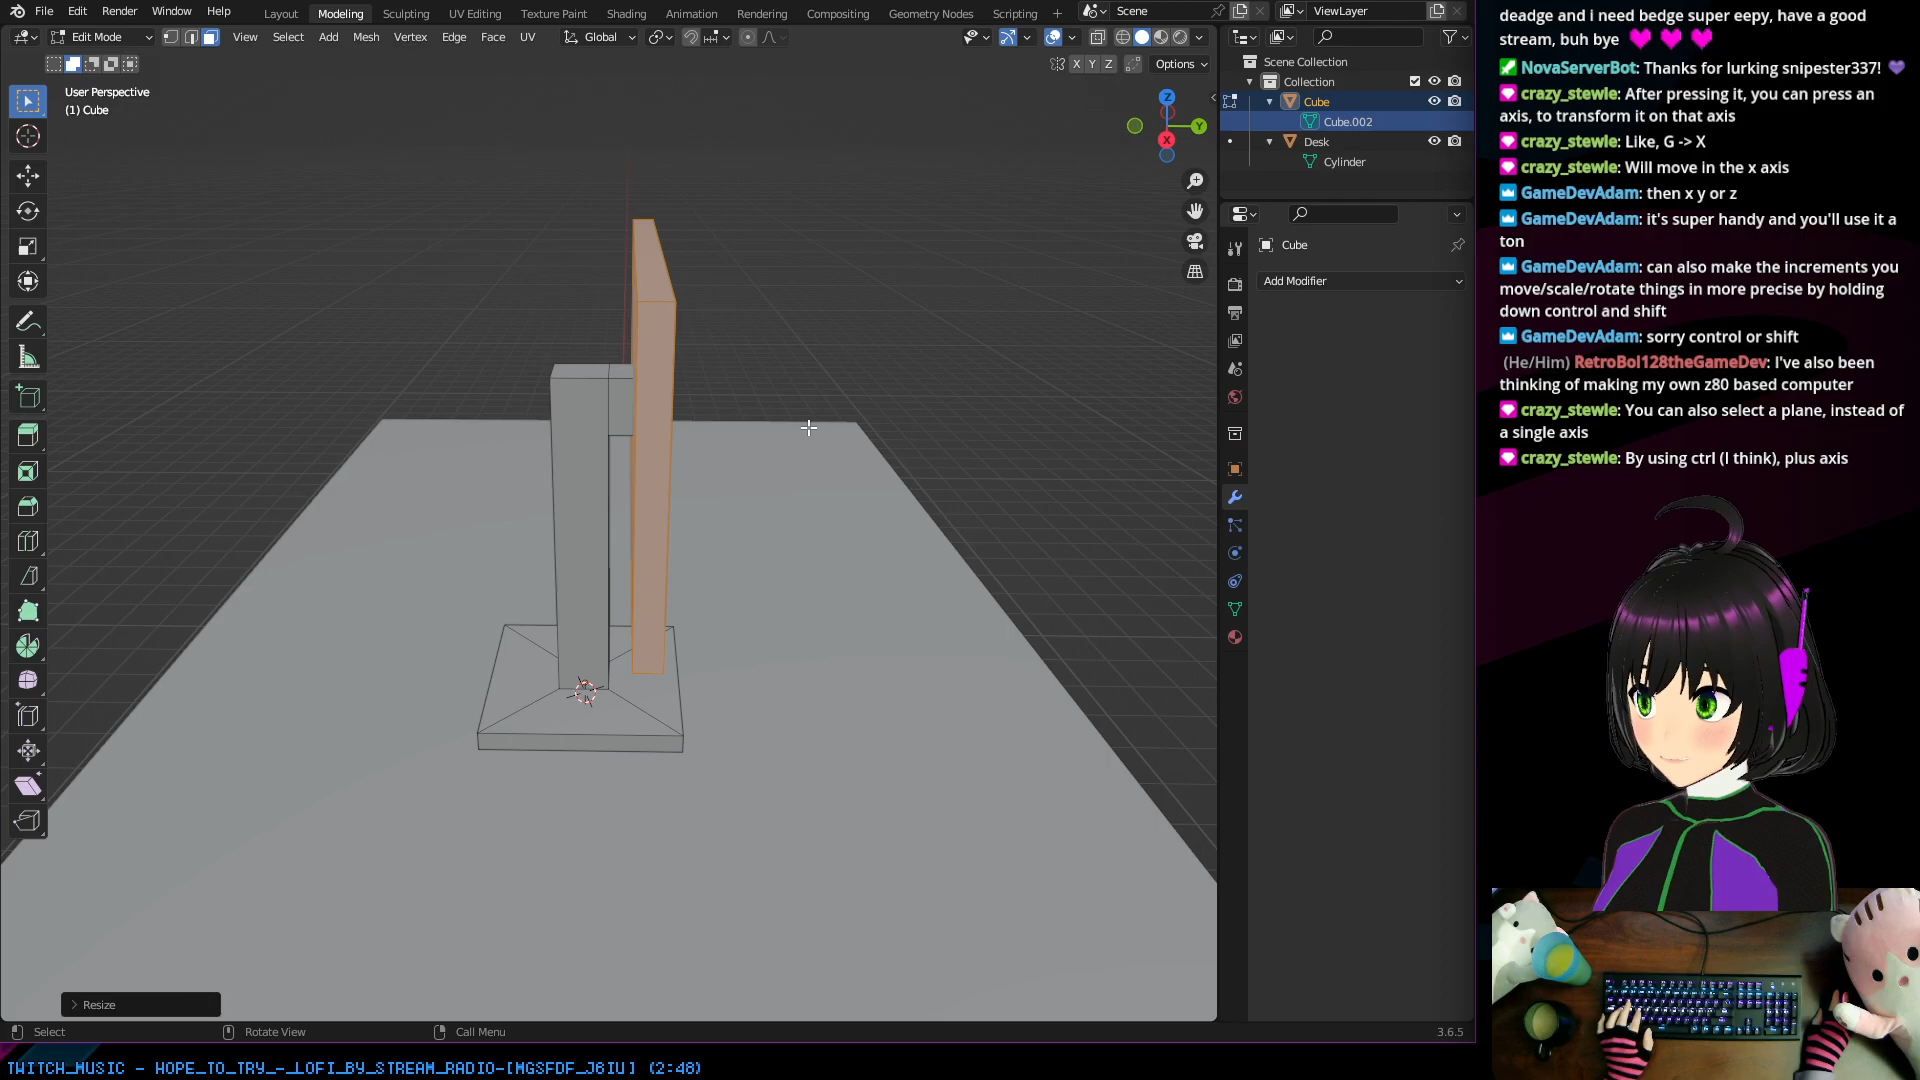 File Edit Render Window Help Layout Modeling Sculpting UV Editing Texture Paint Shading Animation Rendering Compositing Geometry Nodes Scripting + Scene ViewLayer
Edit Mode View Select Add Mesh Vertex Edge Face UV Global
X Y Z Options
User Perspective
(1) Cube
Z
Y
X
Scene Collection
Collection
Cube
Cube.002
Desk
Cylinder
Cube
Add Modifier
Resize
Select Rotate View Call Menu 3.6.5
TWITCH_MUSIC - HOPE_TO_TRY_-_LOFI_BY_STREAM_RADIO-[MGSFDF_J6IU] (2:48)
deadge and i need bedge super eepy, have a good
stream, buh bye
NovaServerBot: Thanks for lurking snipester337!
crazy_stewie: After pressing it, you can press an
axis, to transform it on that axis
crazy_stewie: Like, G -> X
crazy_stewie: Will move in the x axis
GameDevAdam: then x y or z
GameDevAdam: it's super handy and you'll use it a
ton
GameDevAdam: can also make the increments you
move/scale/rotate things in more precise by holding
down control and shift
GameDevAdam: sorry control or shift
(He/Him) RetroBol128theGameDev: I've also been
thinking of making my own z80 based computer
crazy_stewie: You can also select a plane, instead of
a single axis
crazy_stewie: By using ctrl (I think), plus axis